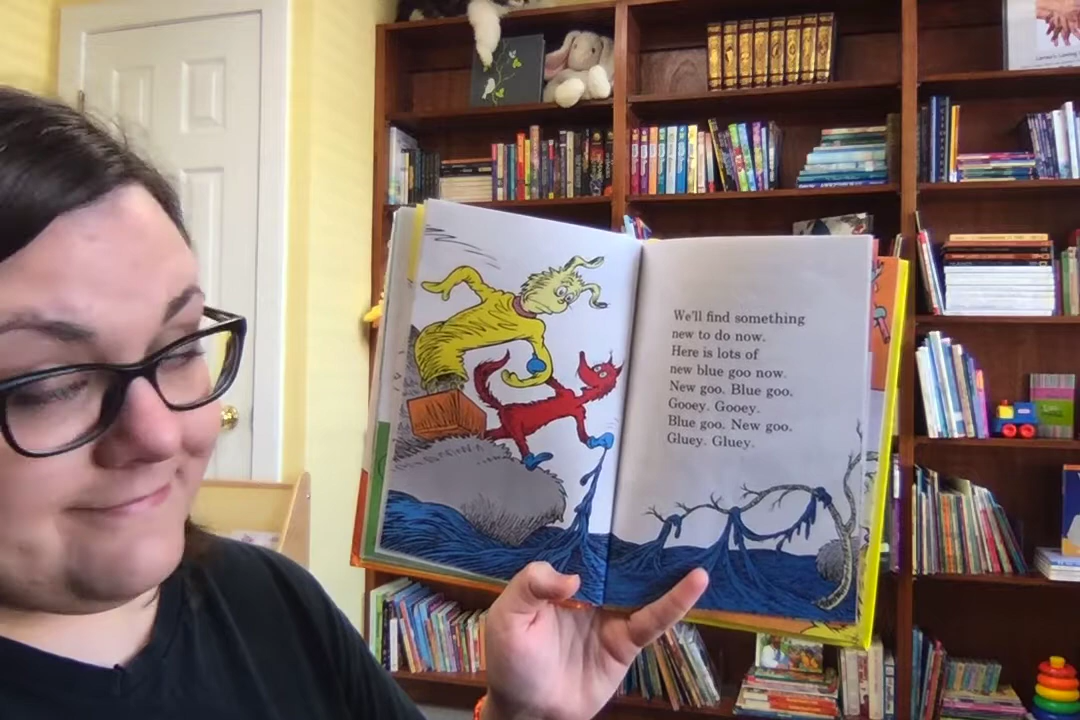 We'll find something
new to do now.
Here is lots of
new blue goo now.
New goo. Blue goo.
Gooey. Gooey.
Blue goo. New goo.
Gluey. Gluey.